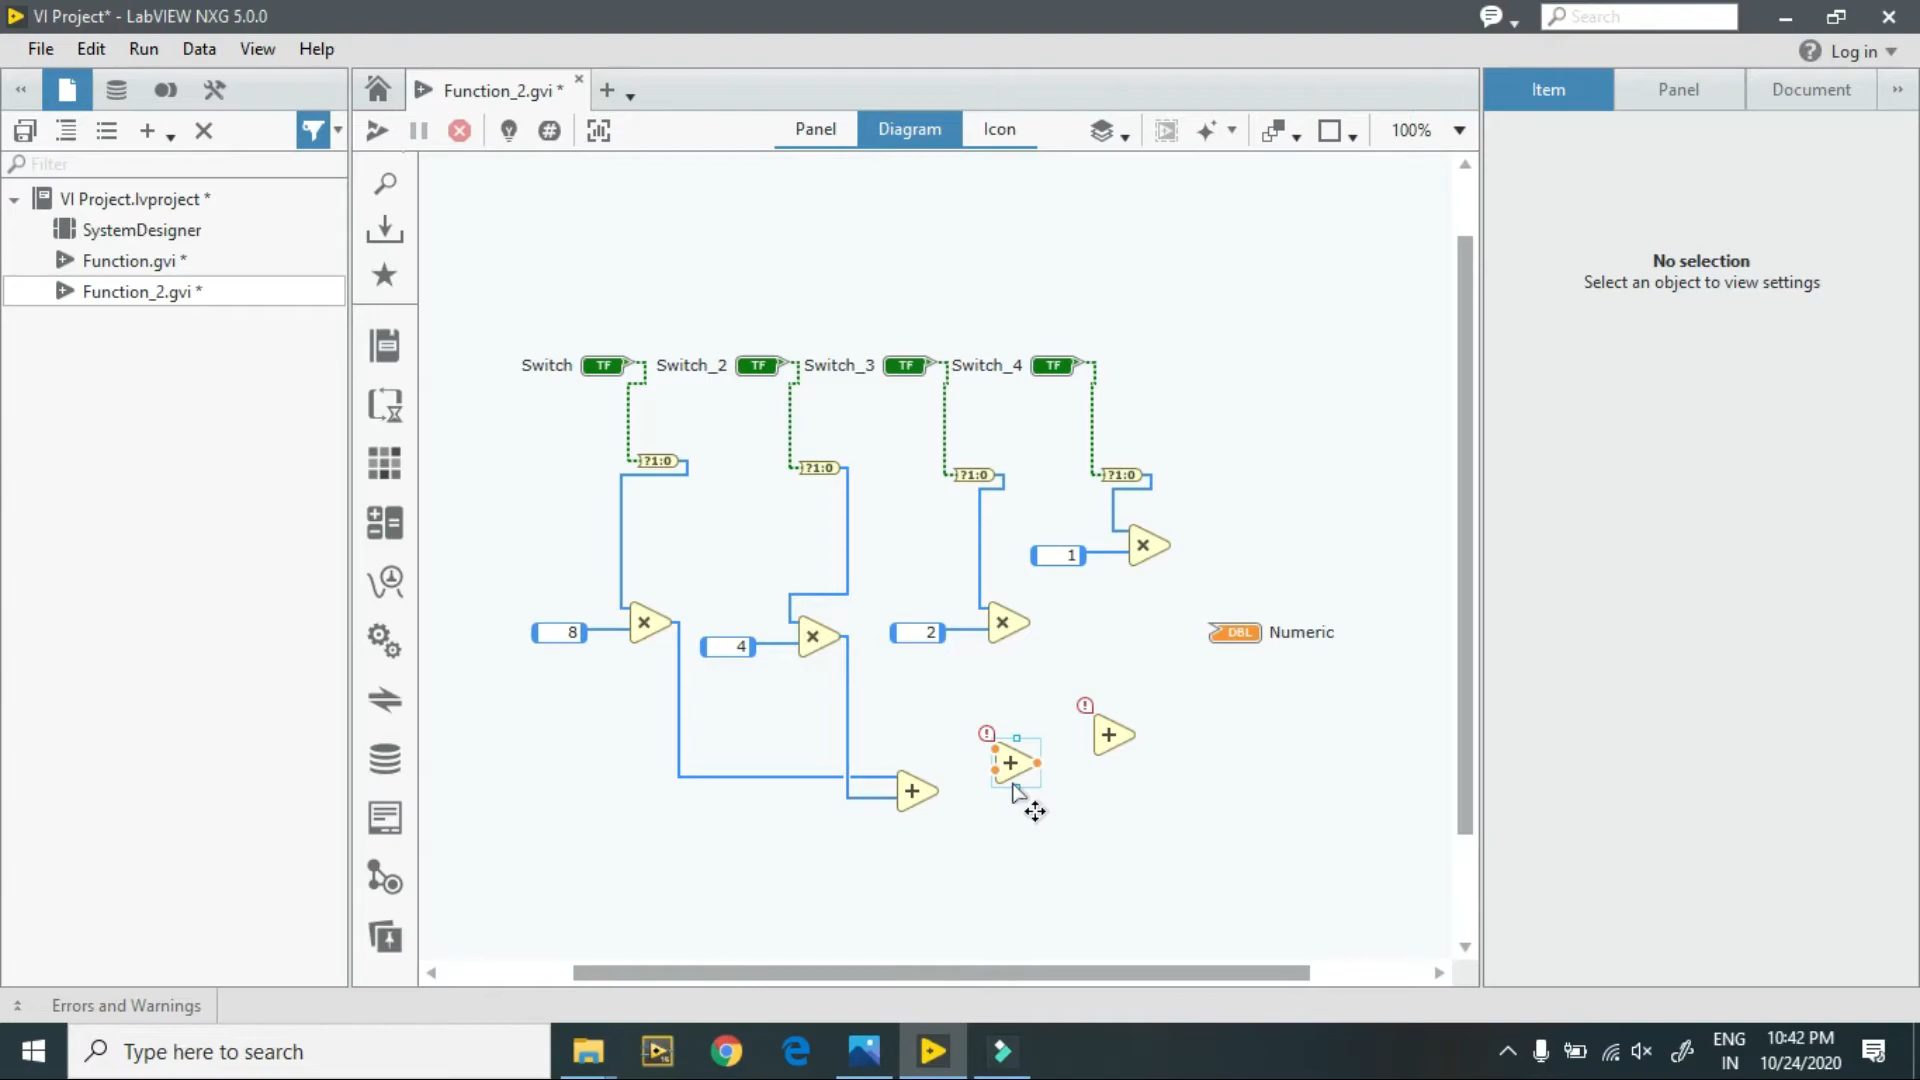 VI Project* - LabVIEW NXG 5.0.0
Search
File Edit Run Data View Help
Log in
Function_2.gvi *
Item Panel Document
Panel Diagram Icon
100%
Filter
VI Project.lvproject *
SystemDesigner
Function.gvi *
Function_2.gvi *
No selection
Select an object to view settings
Switch TF Switch_2 TF Switch_3 TF Switch_4 TF
?1:0 ?1:0 ?1:0 ?1:0
1 ×
8 × 4 × 2 × DBL Numeric
! +
! +
+
Errors and Warnings
Type here to search
ENG
IN
10:42 PM
10/24/2020